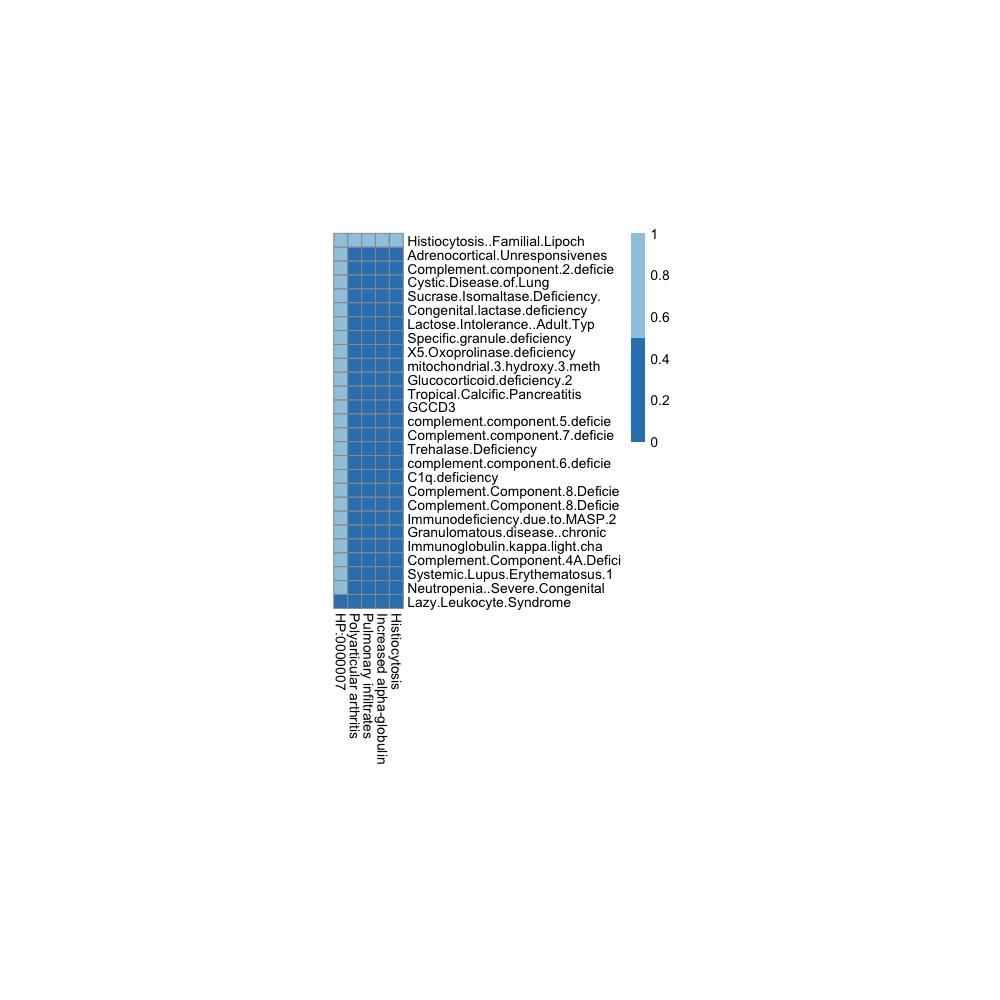 Histiocytosis..Familial.Lipoch
Adrenocortical.Unresponsivenes
Complement.component.2.deficie
Cystic.Disease.of.Lung
Sucrase.Isomaltase.Deficiency.
Congenital.lactase.deficiency
Lactose.Intolerance..Adult.Typ
Specific.granule.deficiency
X5.Oxoprolinase.deficiency
mitochondrial.3.hydroxy.3.meth
Glucocorticoid.deficiency.2
Tropical.Calcific.Pancreatitis
GCCD3
complement.component.5.deficie
Complement.component.7.deficie
Trehalase.Deficiency
complement.component.6.deficie
C1q.deficiency
Complement.Component.8.Deficie
Complement.Component.8.Deficie
Immunodeficiency.due.to.MASP.2
Granulomatous.disease..chronic
Immunoglobulin.kappa.light.cha
Complement.Component.4A.Defici
Systemic.Lupus.Erythematosus.1
Neutropenia..Severe.Congenital
Lazy.Leukocyte.Syndrome
1
0.8
0.6
0.4
0.2
0
HP:0000007
Polyarticular arthritis
Pulmonary infiltrates
Increased alpha-globulin
Histiocytosis